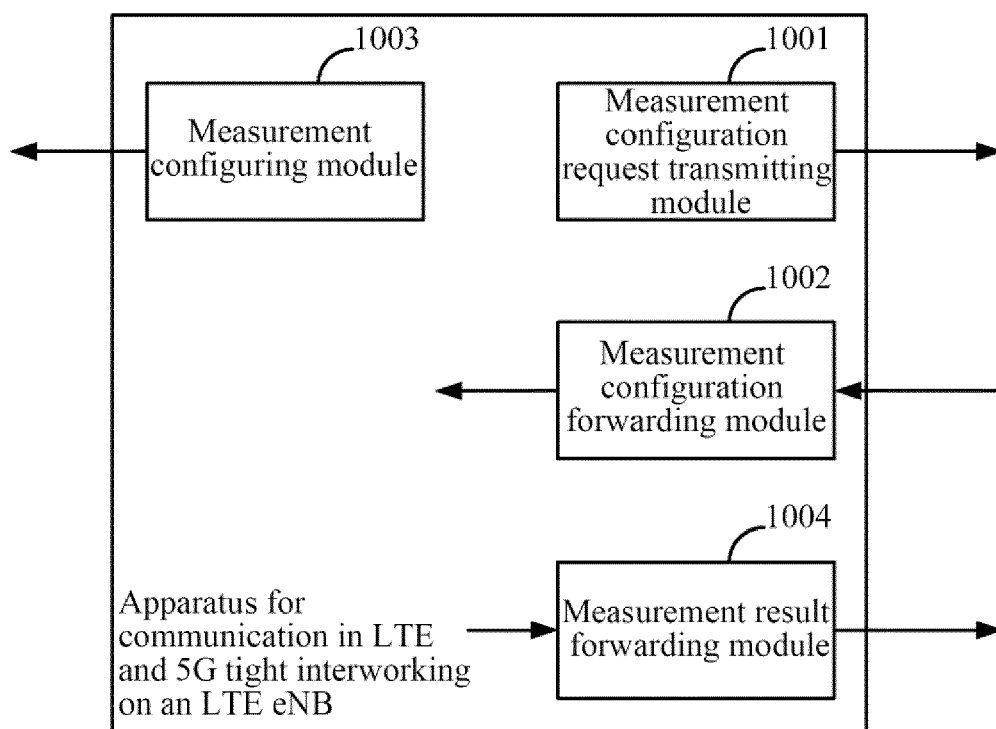 1003
Measurement
configuring module
1001
Measurement
configuration
request transmitting
module
1002
Measurement
configuration
forwarding module
1004
Measurement result
forwarding module
Apparatus for
communication in LTE
and 5G tight interworking
on an LTE eNB